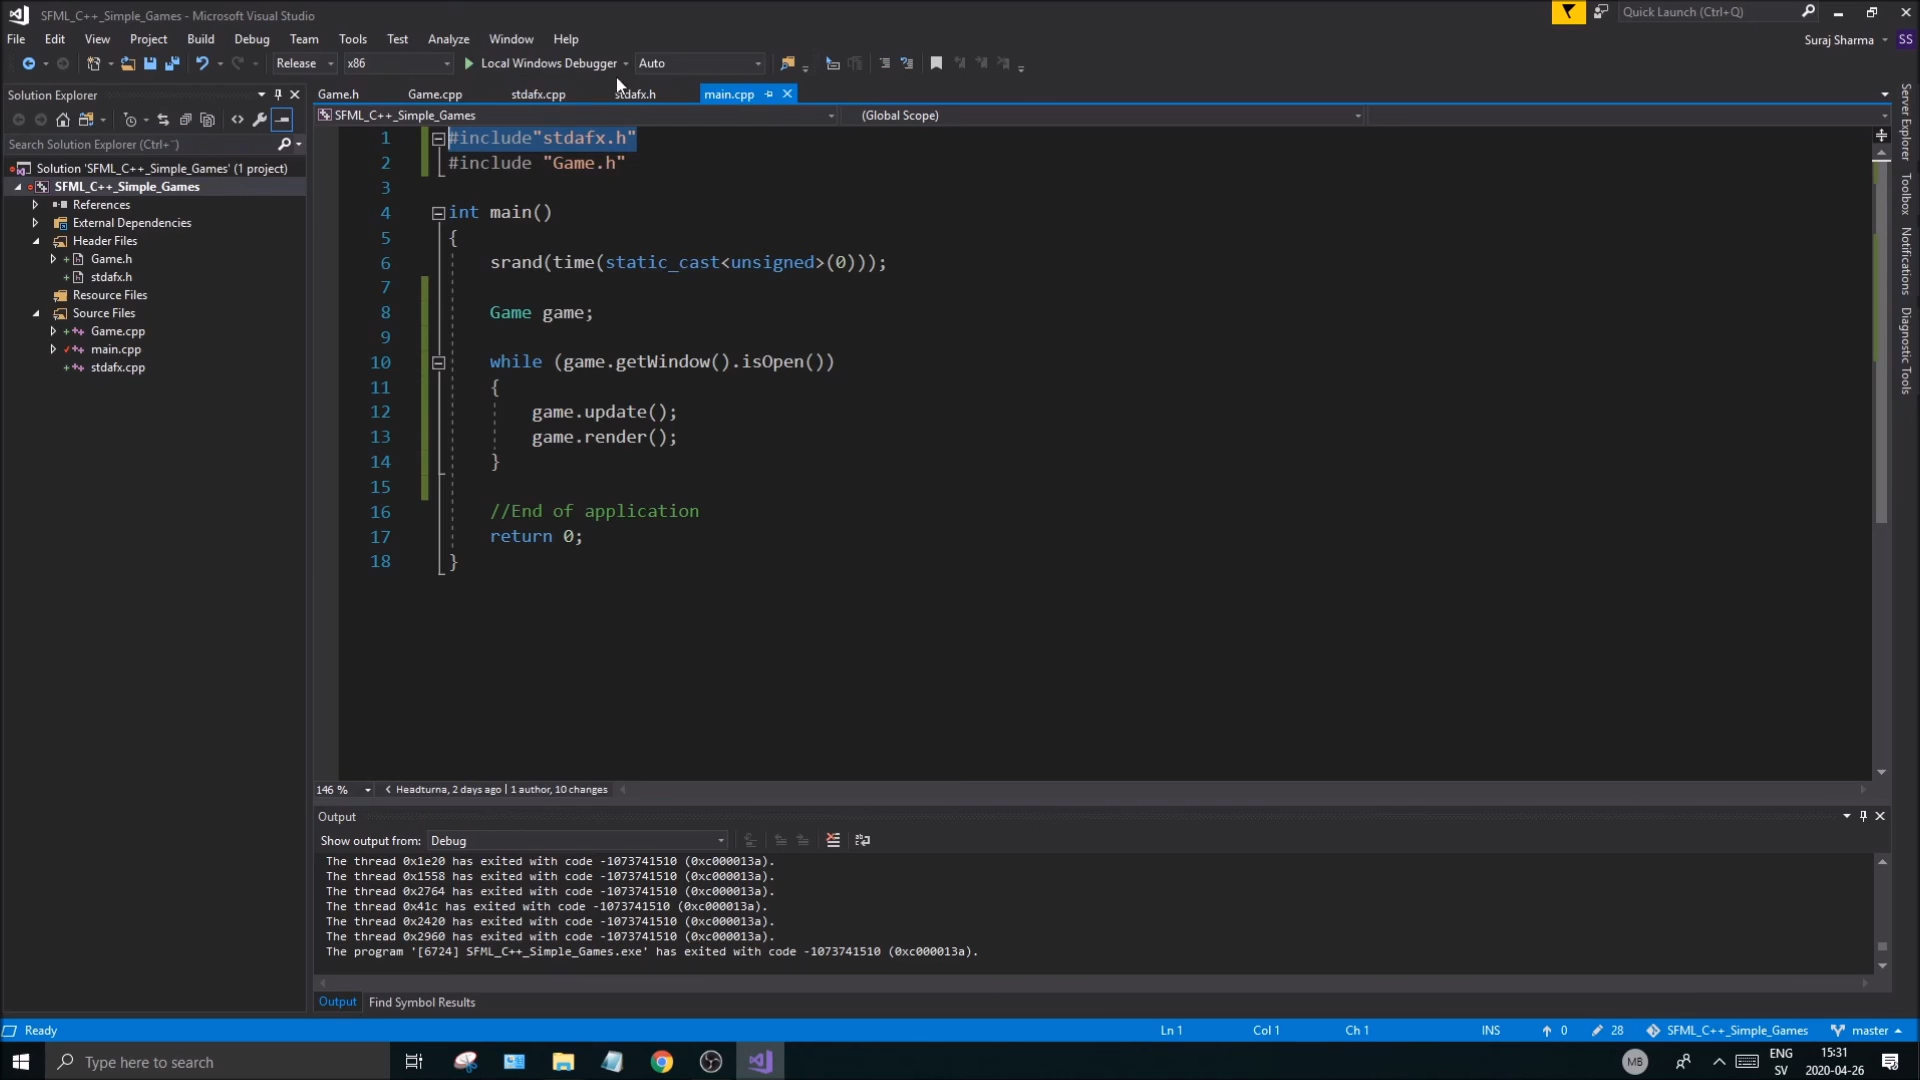 SFML_C++_Simple_Games - Microsoft Visual Studio
Quick Launch (Ctrl+Q)
File Edit View Project Build Debug Team Tools Test Analyze Window Help
Suraj Sharma SS
Release x86 Local Windows Debugger Auto
Solution Explorer
Game.h Game.cpp stdafx.cpp stdafx.h main.cpp
SFML_C++_Simple_Games (Global Scope)
Search Solution Explorer (Ctrl+¨)
Solution 'SFML_C++_Simple_Games' (1 project)
SFML_C++_Simple_Games
References
External Dependencies
Header Files
Game.h
stdafx.h
Resource Files
Source Files
Game.cpp
main.cpp
stdafx.cpp
1 #include"stdafx.h"
2 #include "Game.h"
3
4 int main()
5 {
6 srand(time(static_cast<unsigned>(0)));
7
8 Game game;
9
10 while (game.getWindow().isOpen())
11 {
12 game.update();
13 game.render();
14 }
15
16 //End of application
17 return 0;
18 }
Server Explorer
Toolbox
Notifications
Diagnostic Tools
146 % Headturna, 2 days ago | 1 author, 10 changes
Output
Show output from: Debug
The thread 0x1e20 has exited with code -1073741510 (0xc000013a).
The thread 0x1558 has exited with code -1073741510 (0xc000013a).
The thread 0x2764 has exited with code -1073741510 (0xc000013a).
The thread 0x41c has exited with code -1073741510 (0xc000013a).
The thread 0x2420 has exited with code -1073741510 (0xc000013a).
The thread 0x2960 has exited with code -1073741510 (0xc000013a).
The program '[6724] SFML_C++_Simple_Games.exe' has exited with code -1073741510 (0xc000013a).
Output Find Symbol Results
Ready Ln 1 Col 1 Ch 1 INS 0 28 SFML_C++_Simple_Games master
Type here to search
MB
ENG
SV
15:31
2020-04-26